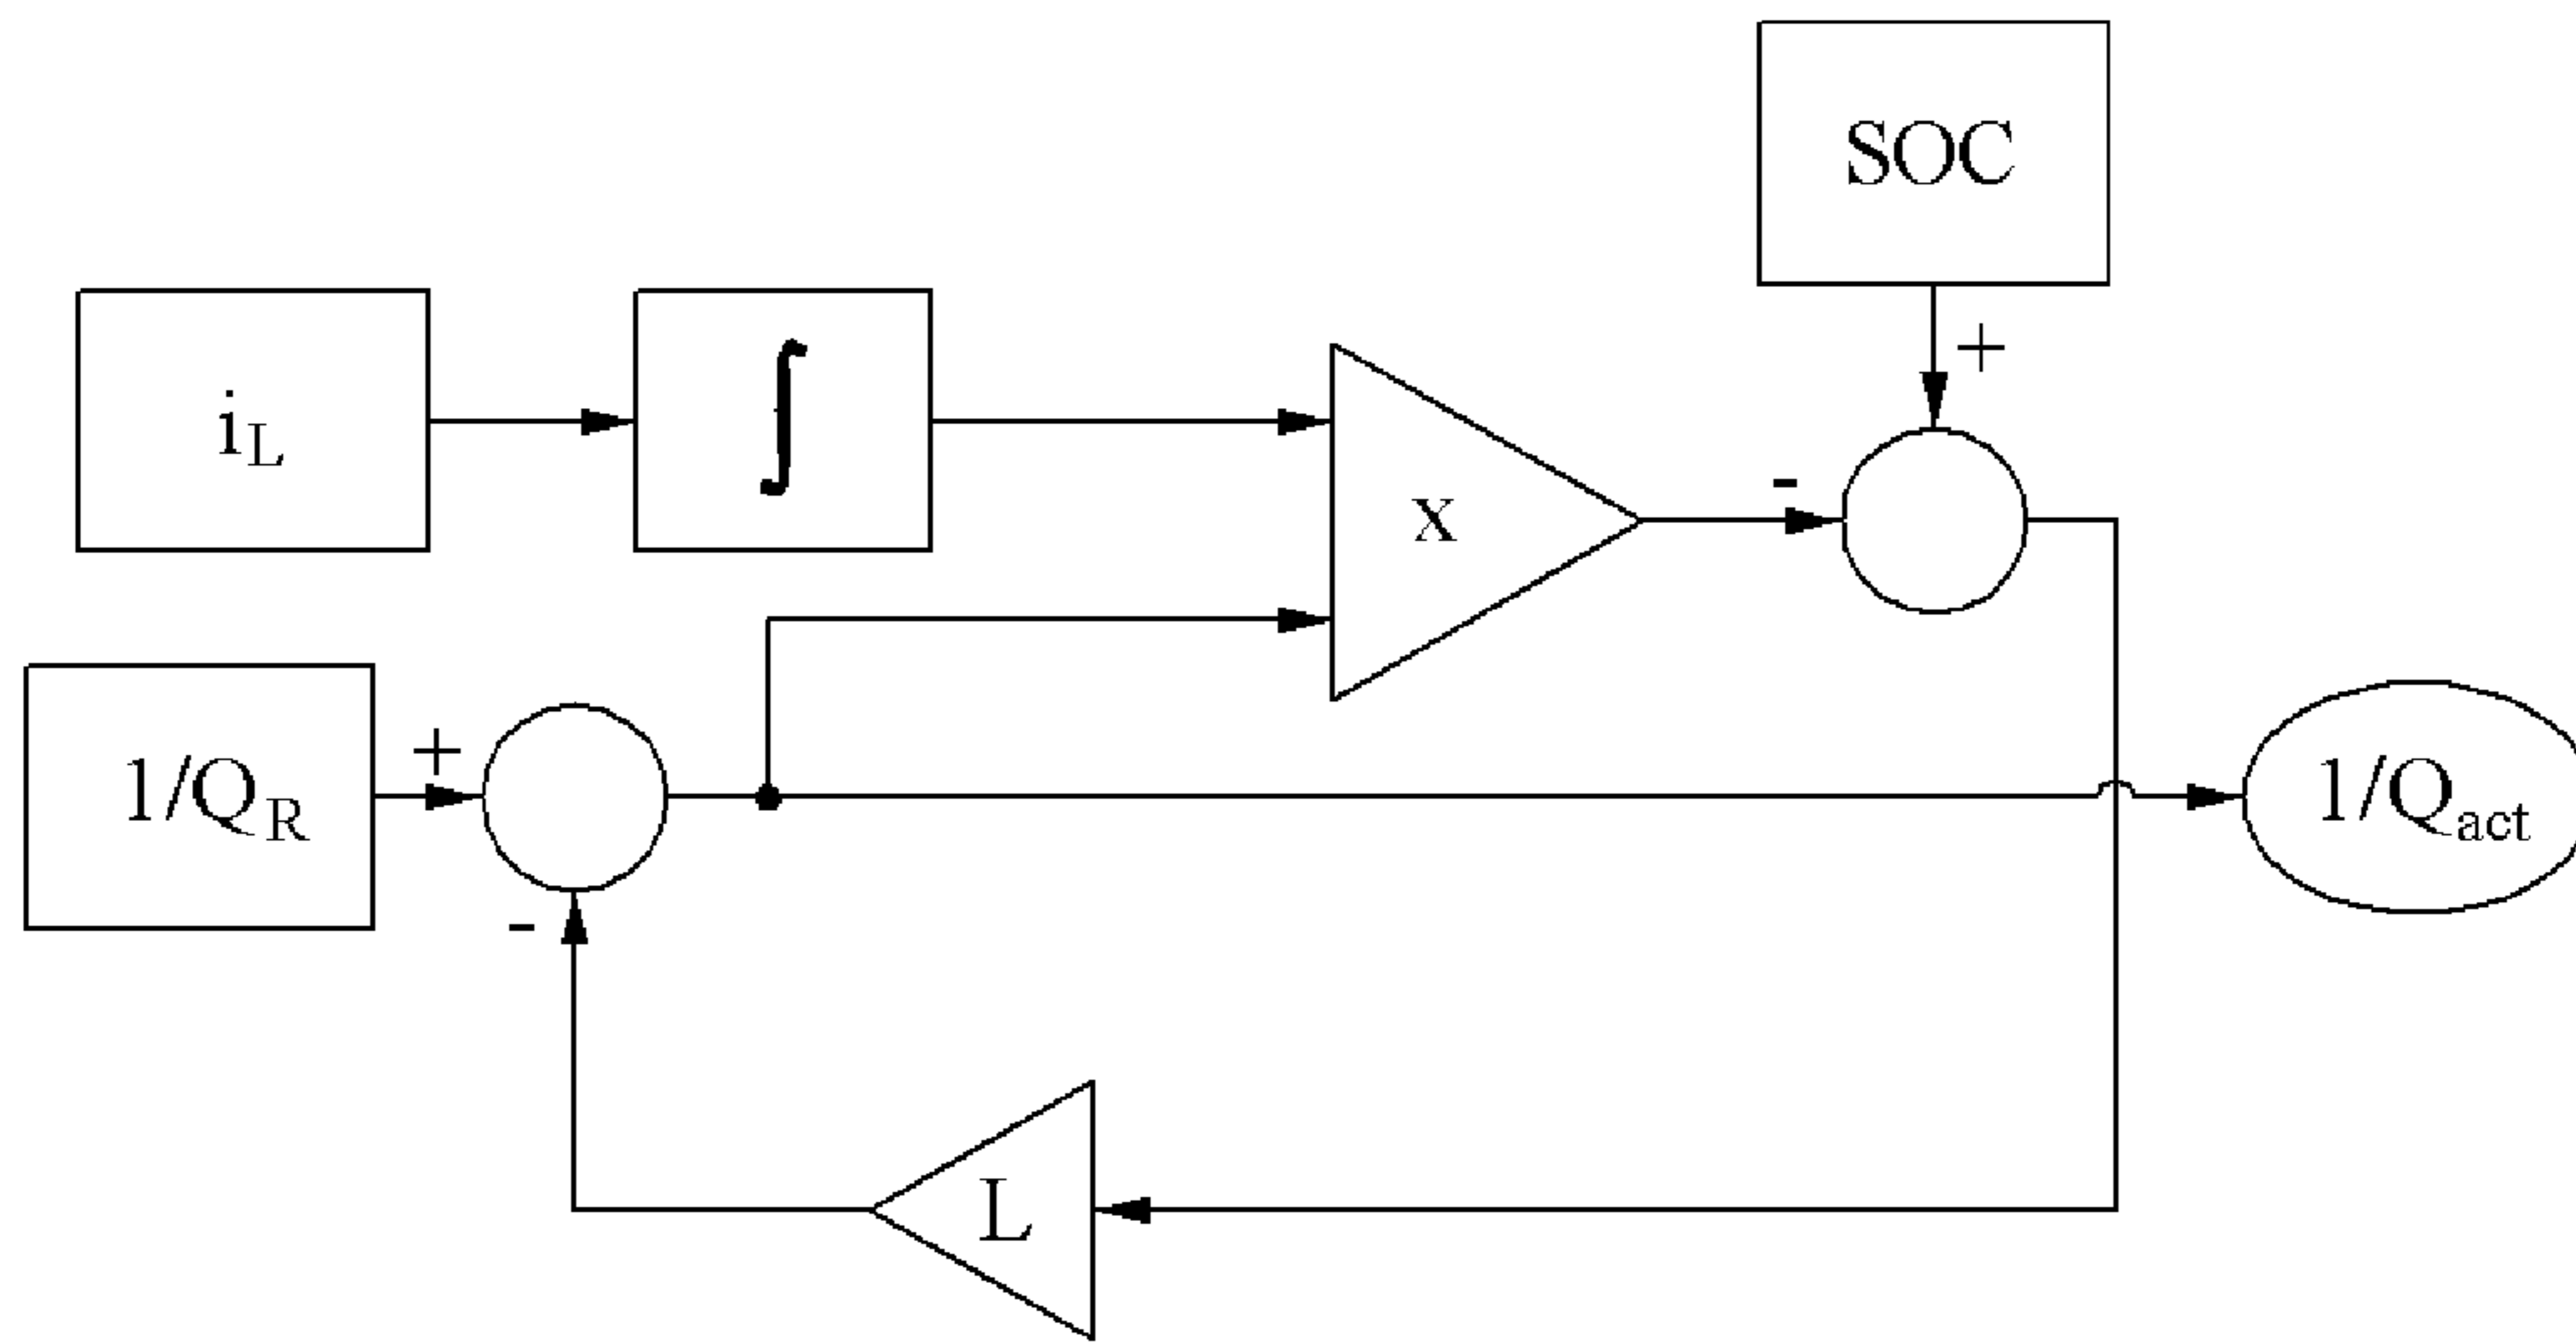 SOC
+
i_L
∫
x
-
1/Q_R
+
-
1/Q_act
L